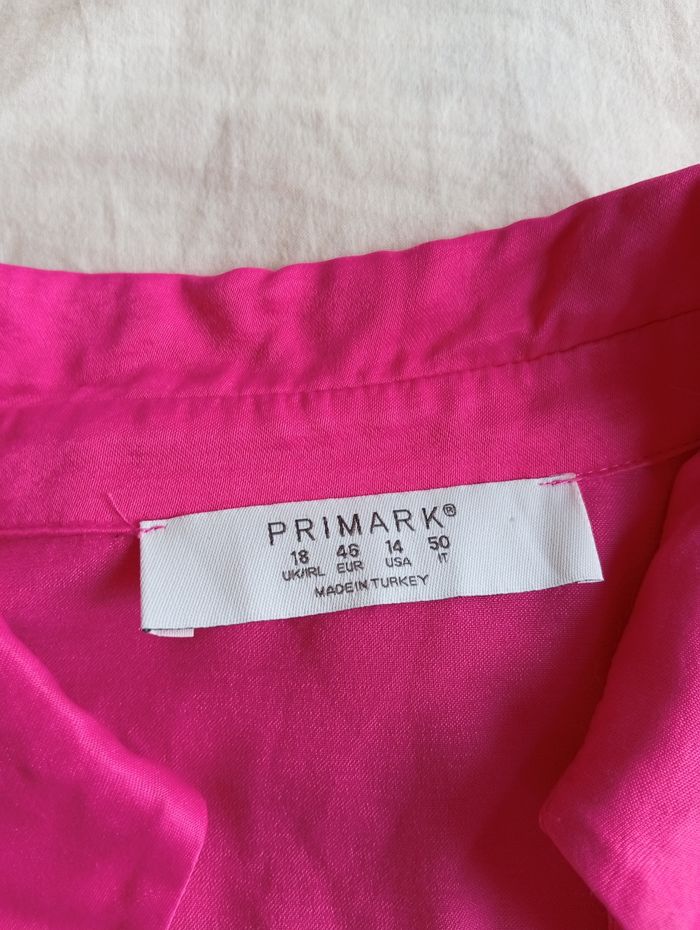 PRIMARK®
18 46 14 50
UK/IRL EUR USA IT
MADE IN TURKEY